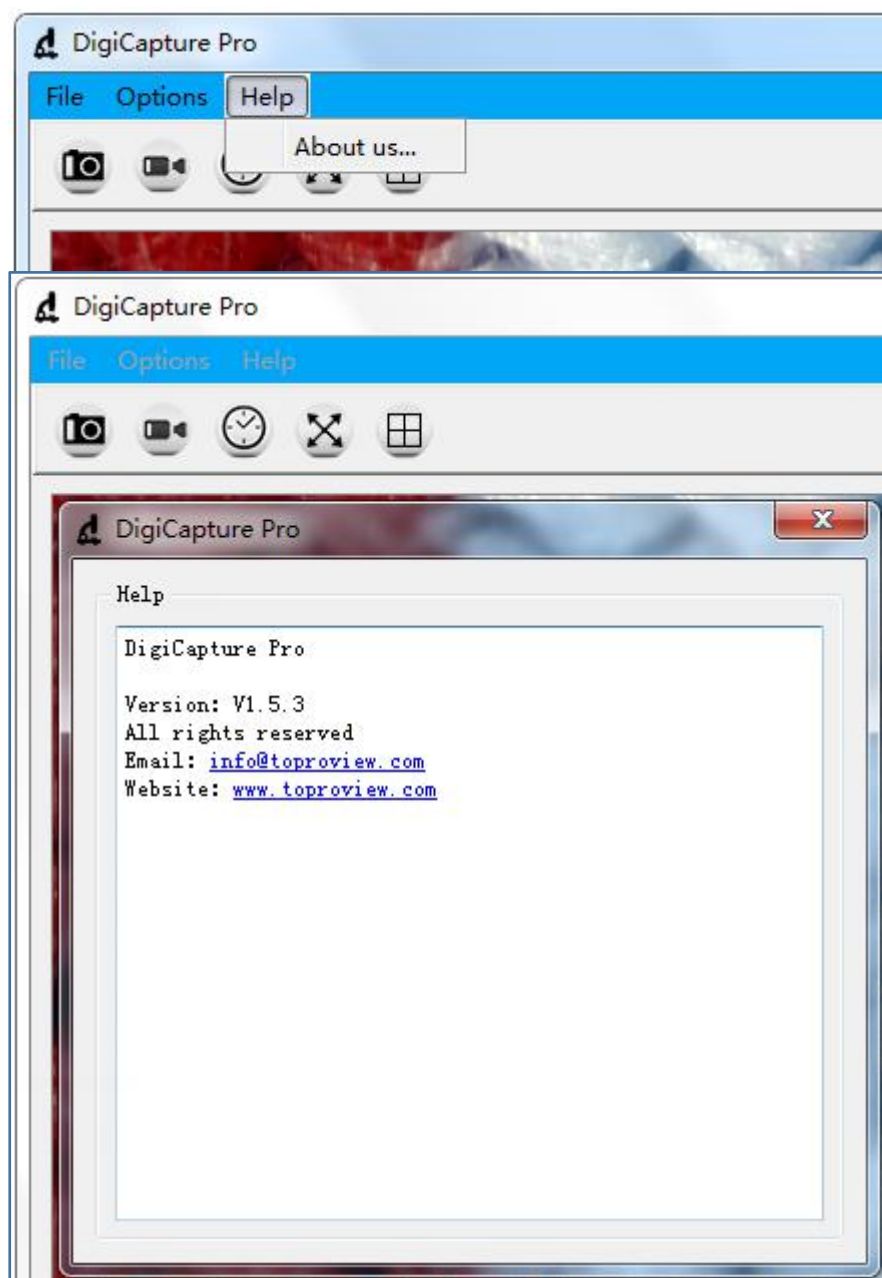 DigiCapture Pro
File Options Help
About us...
DigiCapture Pro
File Options Help
DigiCapture Pro
Help
DigiCapture Pro
Version: V1.5.3
All rights reserved
Email: info@toproview.com
Website: www.toproview.com